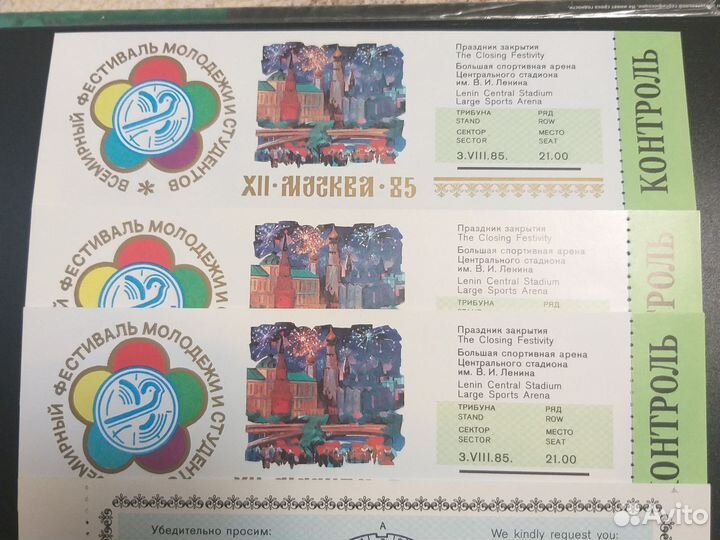 ВСЕМИРНЫЙ ФЕСТИВАЛЬ МОЛОДЕЖИ И СТУДЕНТОВ
XII·МОСКВА·85
Праздник закрытия
The Closing Festivity
Большая спортивная арена
Центрального стадиона
им. В. И. Ленина
Lenin Central Stadium
Large Sports Arena
ТРИБУНА РЯД
STAND ROW
СЕКТОР МЕСТО
SECTOR SEAT
3.VIII.85. 21.00
КОНТРОЛЬ
ФЕСТИВАЛЬ МОЛОДЕЖИ И
Праздник закрытия
The Closing Festivity
Большая спортивная арена
Центрального стадиона
им. В. И. Ленина
Lenin Central Stadium
Large Sports Arena
ТРИБУНА РЯД
ТРОЛЬ
ВСЕМИРНЫЙ ФЕСТИВАЛЬ МОЛОДЕЖИ И СТУДЕНТОВ
Праздник закрытия
The Closing Festivity
Большая спортивная арена
Центрального стадиона
им. В. И. Ленина
Lenin Central Stadium
Large Sports Arena
ТРИБУНА РЯД
STAND ROW
СЕКТОР МЕСТО
SECTOR SEAT
3.VIII.85. 21.00
КОНТРОЛЬ
Убедительно просим:
А
We kindly request you:
Avito